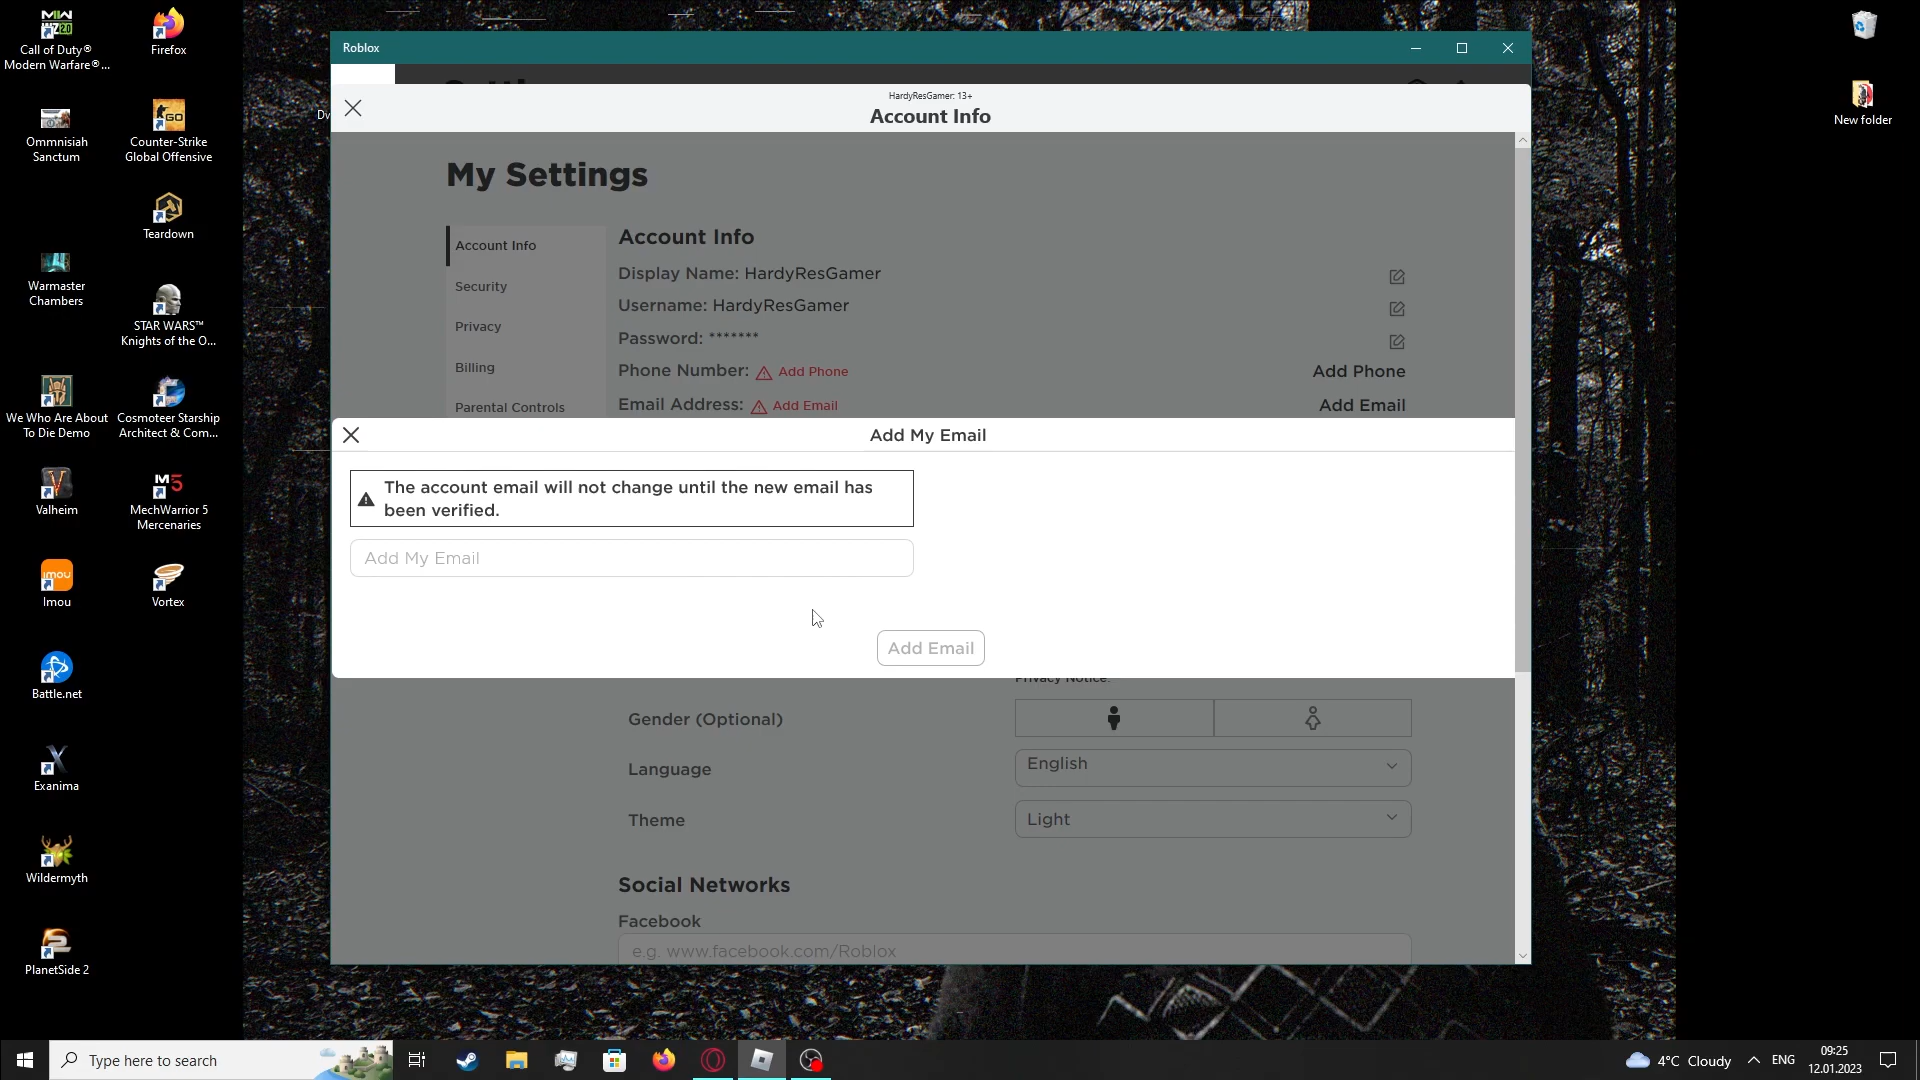 Call of Duty®
Modern Warfare®...
Firefox
Ommnisiah
Sanctum
Counter-Strike
Global Offensive
Teardown
Warmaster
Chambers
STAR WARS™
Knights of the O...
We Who Are About
To Die Demo
Cosmoteer Starship
Architect & Com...
Valheim
MechWarrior 5
Mercenaries
imou
Imou
Vortex
Battle.net
Exanima
Wildermyth
PlanetSide 2
New folder
Roblox
HardyResGamer: 13+
Account Info
My Settings
Account Info
Security
Privacy
Billing
Parental Controls
Account Info
Display Name: HardyResGamer
Username: HardyResGamer
Password: *******
Phone Number: Add Phone
Add Phone
Email Address: Add Email
Add Email
Add My Email
The account email will not change until the new email has
been verified.
Add My Email
Add Email
Privacy Notice.
Gender (Optional)
Language
English
Theme
Light
Social Networks
Facebook
e.g. www.facebook.com/Roblox
Type here to search
4°C Cloudy
ENG
09:25
12.01.2023